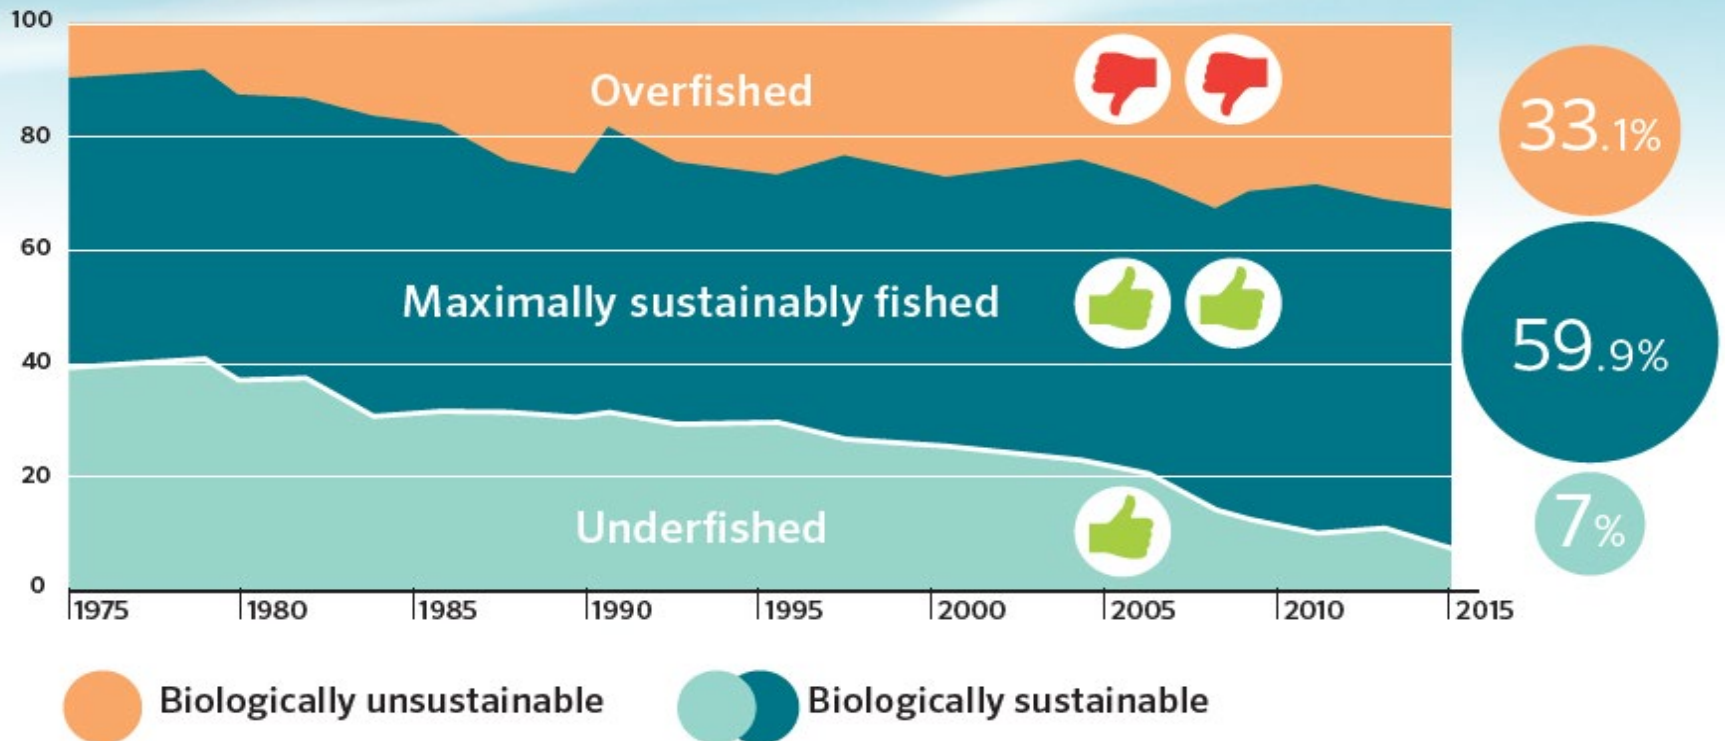 100
80
60
40
20
0
Overfished
Maximally sustainably fished
Underfished
33.1%
59.9%
7%
1975 1980 1985 1990 1995 2000 2005 2010 2015
Biologically unsustainable
Biologically sustainable